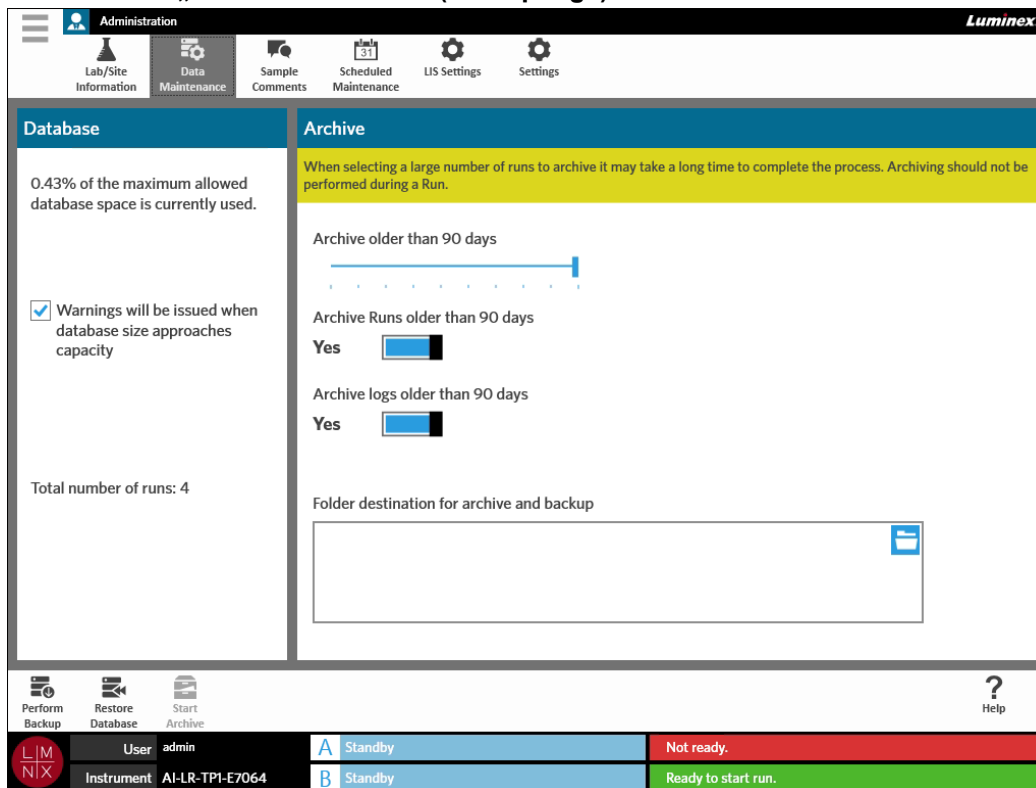 Administration
Luminex
Lab/Site
Information
Data
Maintenance
Sample
Comments
31
Scheduled
Maintenance
LIS Settings
Settings
Database
0.43% of the maximum allowed
database space is currently used.
Warnings will be issued when
database size approaches
capacity
Total number of runs: 4
Archive
When selecting a large number of runs to archive it may take a long time to complete the process. Archiving should not be
performed during a Run.
Archive older than 90 days
Archive Runs older than 90 days
Yes
Archive logs older than 90 days
Yes
Folder destination for archive and backup
Perform
Backup
Restore
Database
Start
Archive
?
Help
L M
N X
User admin
Instrument AI-LR-TP1-E7064
A Standby
B Standby
Not ready.
Ready to start run.